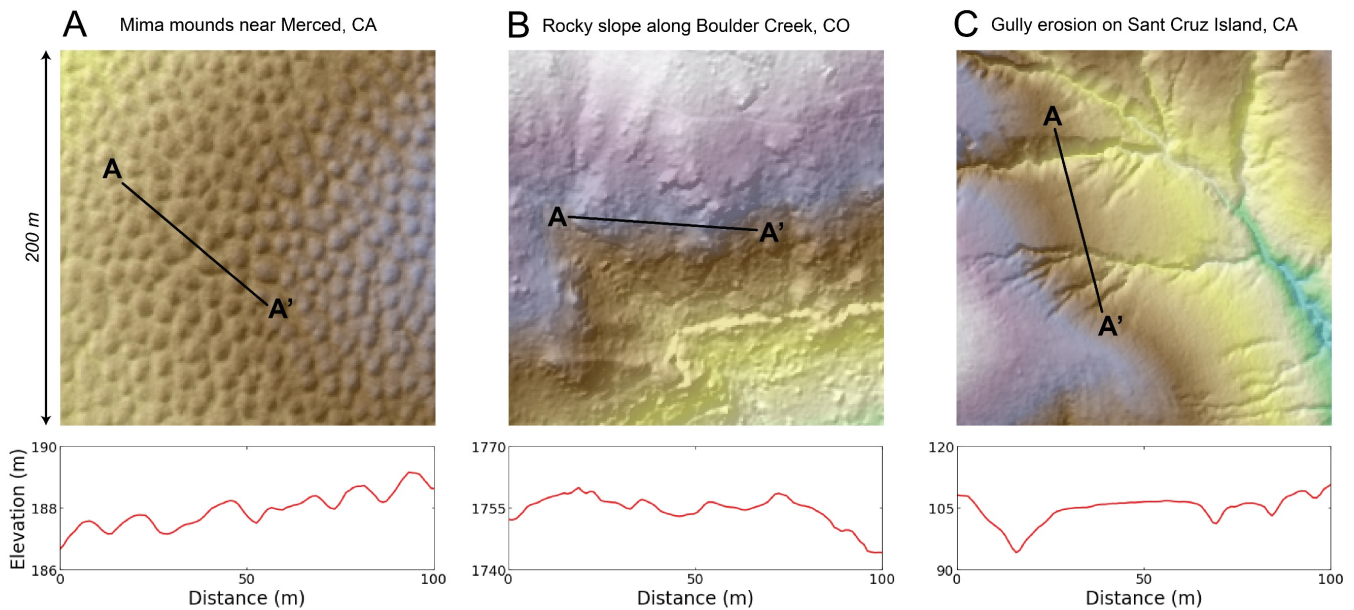 A Mima mounds near Merced, CA
B Rocky slope along Boulder Creek, CO
C Gully erosion on Sant Cruz Island, CA
200 m
A
A’
A
A’
A
A’
Elevation (m)
190
188
186
0
50
100
Distance (m)
1770
1755
1740
0
50
100
Distance (m)
120
105
90
0
50
100
Distance (m)